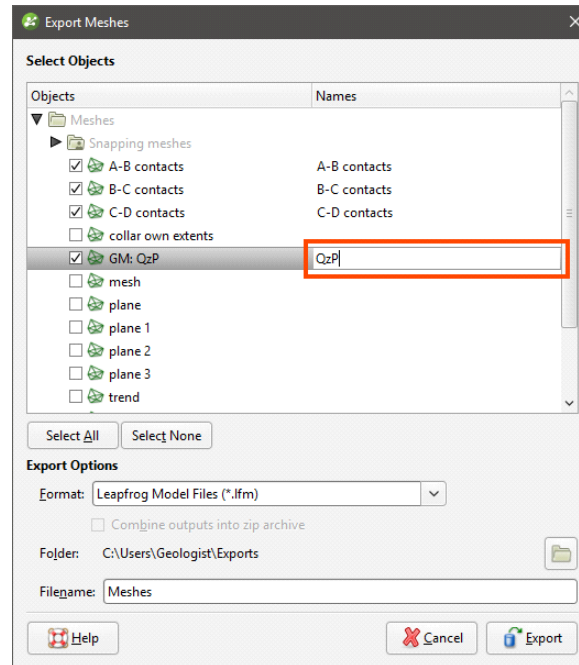 Export Meshes
Select Objects
Objects Names
Meshes
Snapping meshes
A-B contacts A-B contacts
B-C contacts B-C contacts
C-D contacts C-D contacts
collar own extents
GM: QzP QzP
mesh
plane
plane 1
plane 2
plane 3
trend
Select All Select None
Export Options
Format: Leapfrog Model Files (*.lfm)
Combine outputs into zip archive
Folder: C:\Users\Geologist\Exports
Filename: Meshes
Help Cancel Export